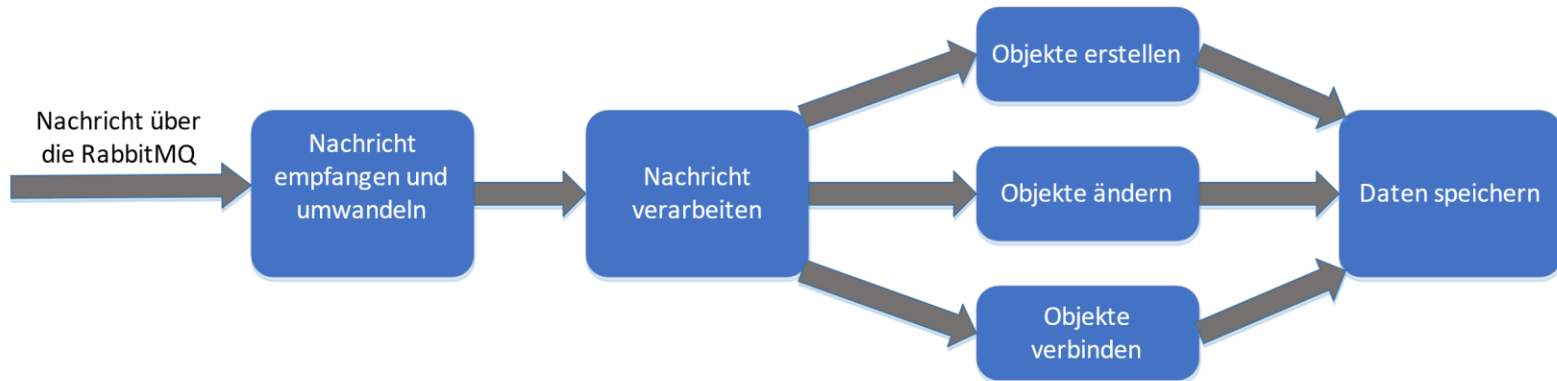 Nachricht über
die RabbitMQ
Nachricht
empfangen und
umwandeln
Nachricht
verarbeiten
Objekte erstellen
Objekte ändern
Objekte
verbinden
Daten speichern